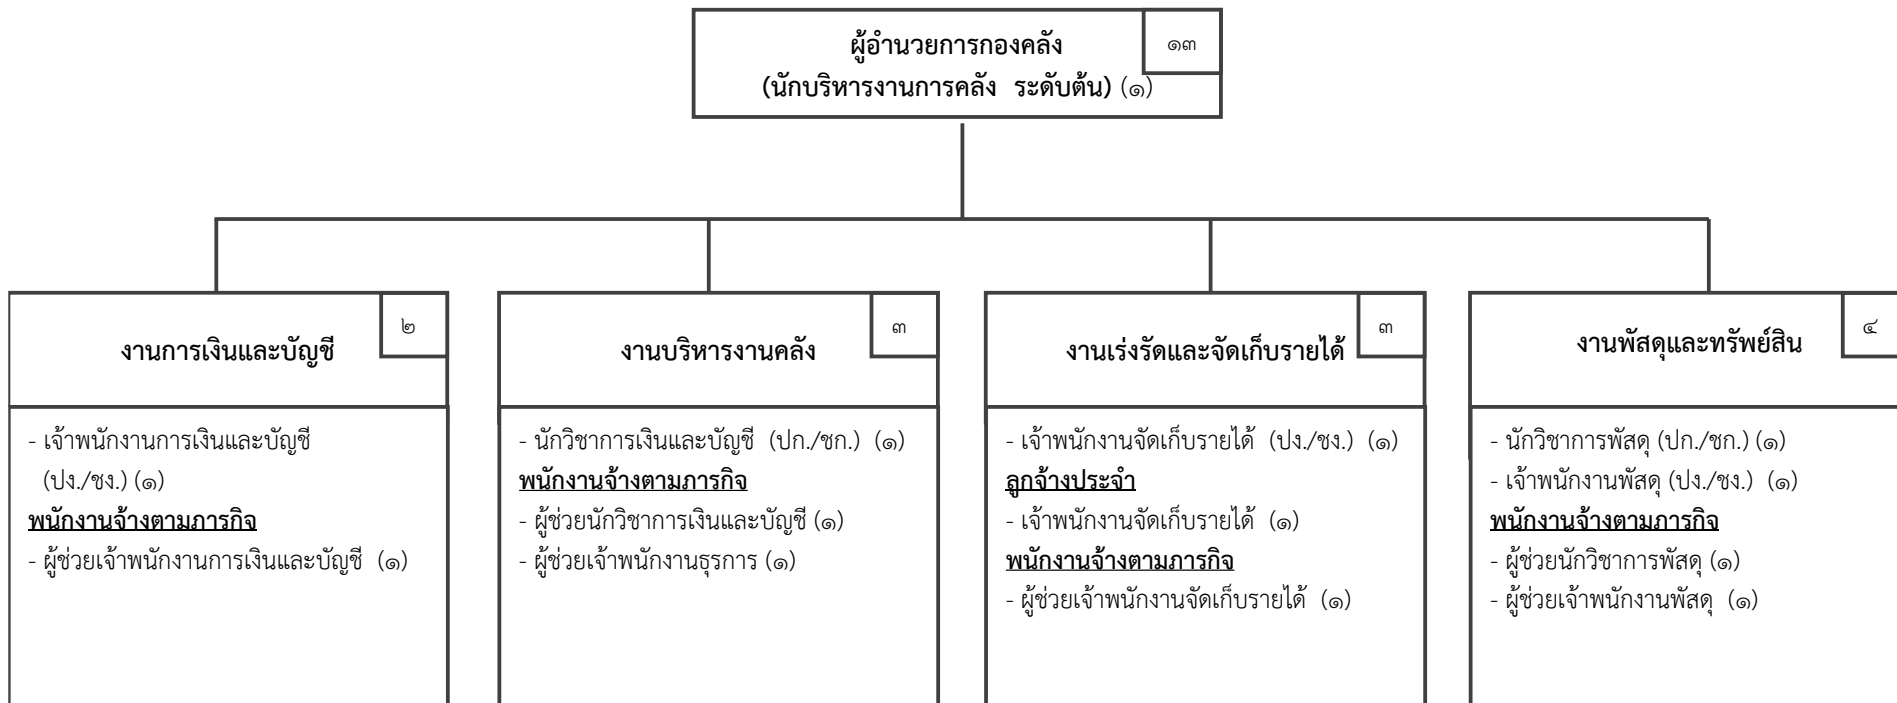 ผู้อำนวยการกองคลัง
๑๓
(นักบริหารงานการคลัง ระดับต้น) (๑)
งานการเงินและบัญชี
๒
- เจ้าพนักงานการเงินและบัญชี
(ปง./ชง.) (๑)
พนักงานจ้างตามภารกิจ
- ผู้ช่วยเจ้าพนักงานการเงินและบัญชี (๑)
งานบริหารงานคลัง
๓
- นักวิชาการเงินและบัญชี (ปก./ชก.) (๑)
พนักงานจ้างตามภารกิจ
- ผู้ช่วยนักวิชาการเงินและบัญชี (๑)
- ผู้ช่วยเจ้าพนักงานธุรการ (๑)
งานเร่งรัดและจัดเก็บรายได้
๓
- เจ้าพนักงานจัดเก็บรายได้ (ปง./ชง.) (๑)
ลูกจ้างประจำ
- เจ้าพนักงานจัดเก็บรายได้ (๑)
พนักงานจ้างตามภารกิจ
- ผู้ช่วยเจ้าพนักงานจัดเก็บรายได้ (๑)
งานพัสดุและทรัพย์สิน
๔
- นักวิชาการพัสดุ (ปก./ชก.) (๑)
- เจ้าพนักงานพัสดุ (ปง./ชง.) (๑)
พนักงานจ้างตามภารกิจ
- ผู้ช่วยนักวิชาการพัสดุ (๑)
- ผู้ช่วยเจ้าพนักงานพัสดุ (๑)